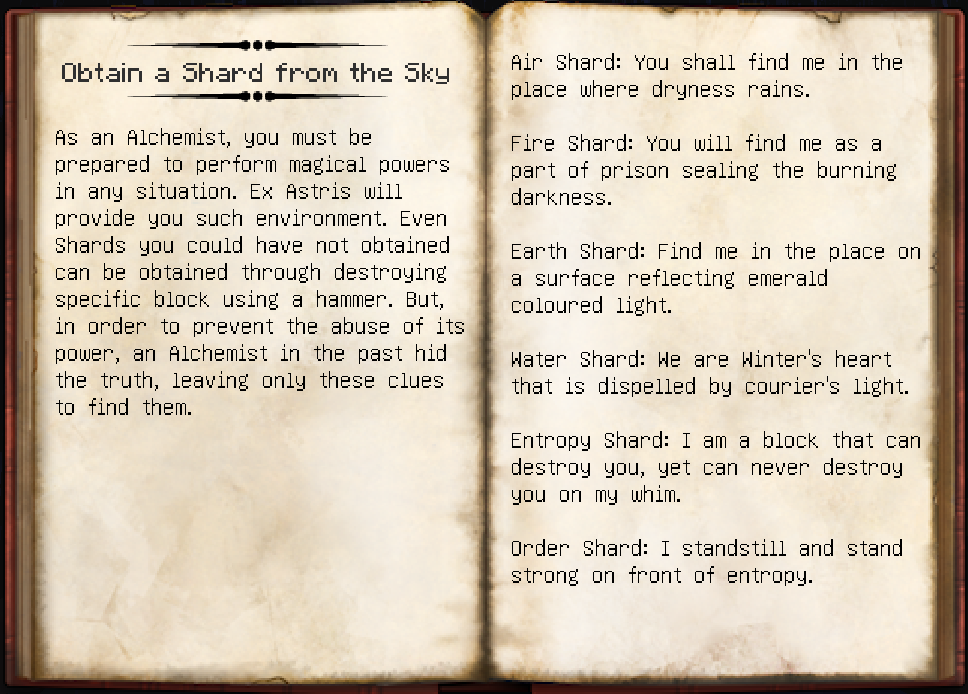 Obtain a Shard from the Sky
As an Alchemist, you must be
prepared to perform magical powers
in any situation. Ex Astris will
provide you such environment. Even
Shards you could have not obtained
can be obtained through destroying
specific block using a hammer. But,
in order to prevent the abuse of its
power, an Alchemist in the past hid
the truth, leaving only these clues
to find them.
Air Shard: You shall find me in the
place where dryness rains.
Fire Shard: You will find me as a
part of prison sealing the burning
darkness.
Earth Shard: Find me in the place on
a surface reflecting emerald
coloured light.
Water Shard: We are Winter's heart
that is dispelled by courier's light.
Entropy Shard: I am a block that can
destroy you, yet can never destroy
you on my whim.
Order Shard: I standstill and stand
strong on front of entropy.